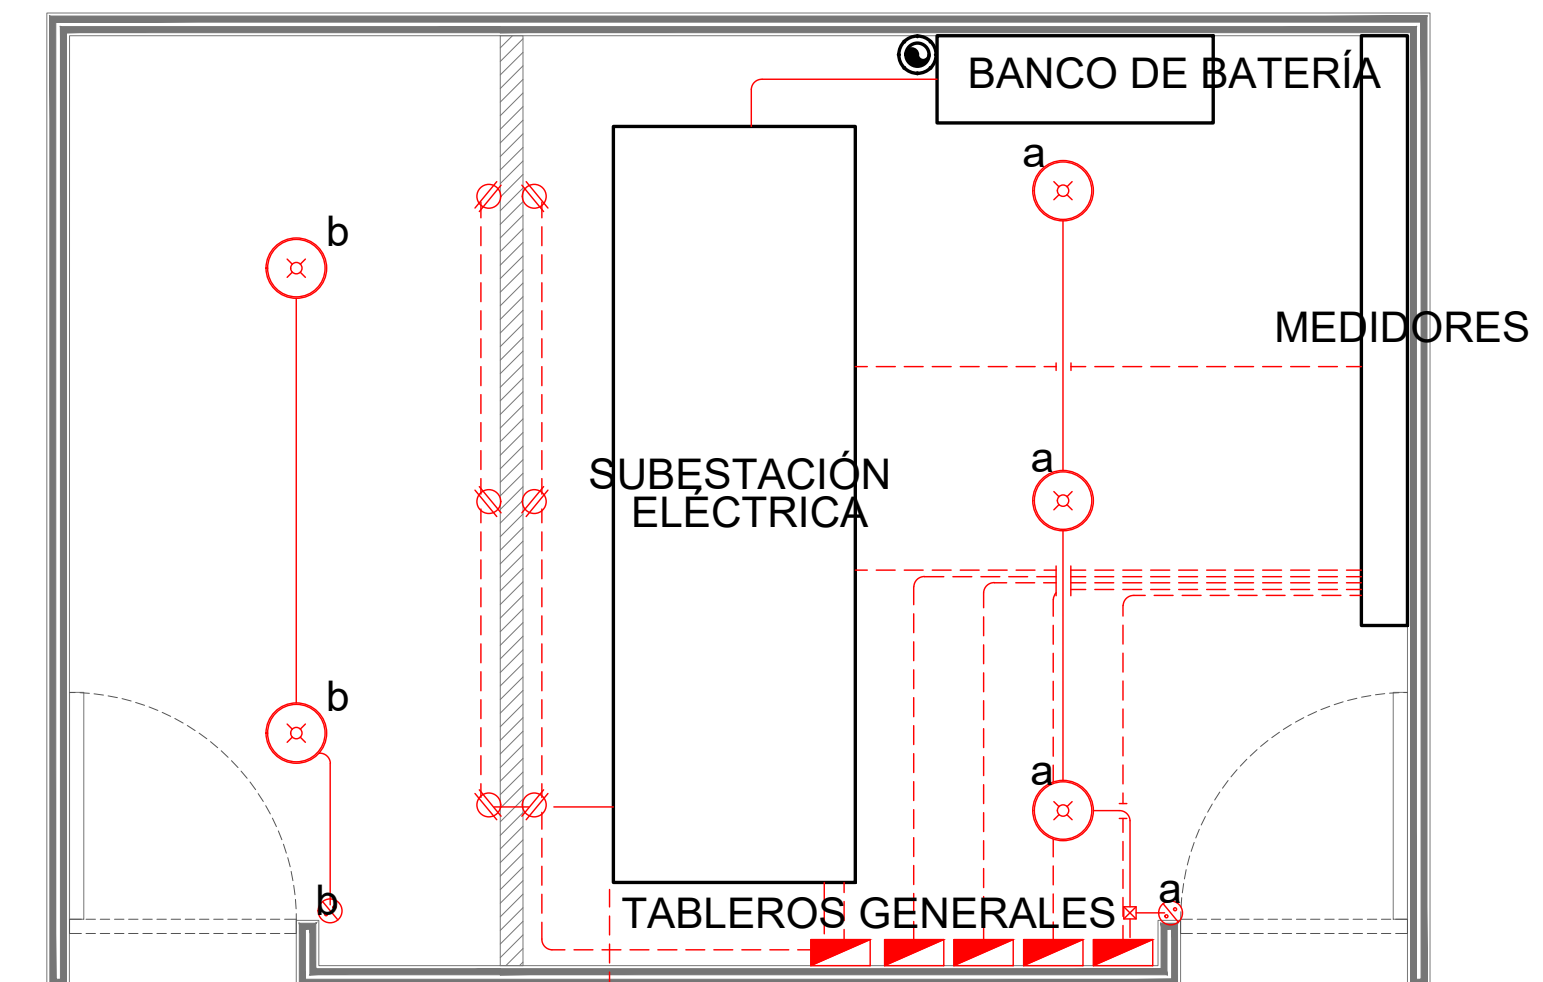 BANCO DE BATERÍA
a
b
MEDIDORES
a
SUBESTACIÓN
ELÉCTRICA
b
a
b
a
TABLEROS GENERALES